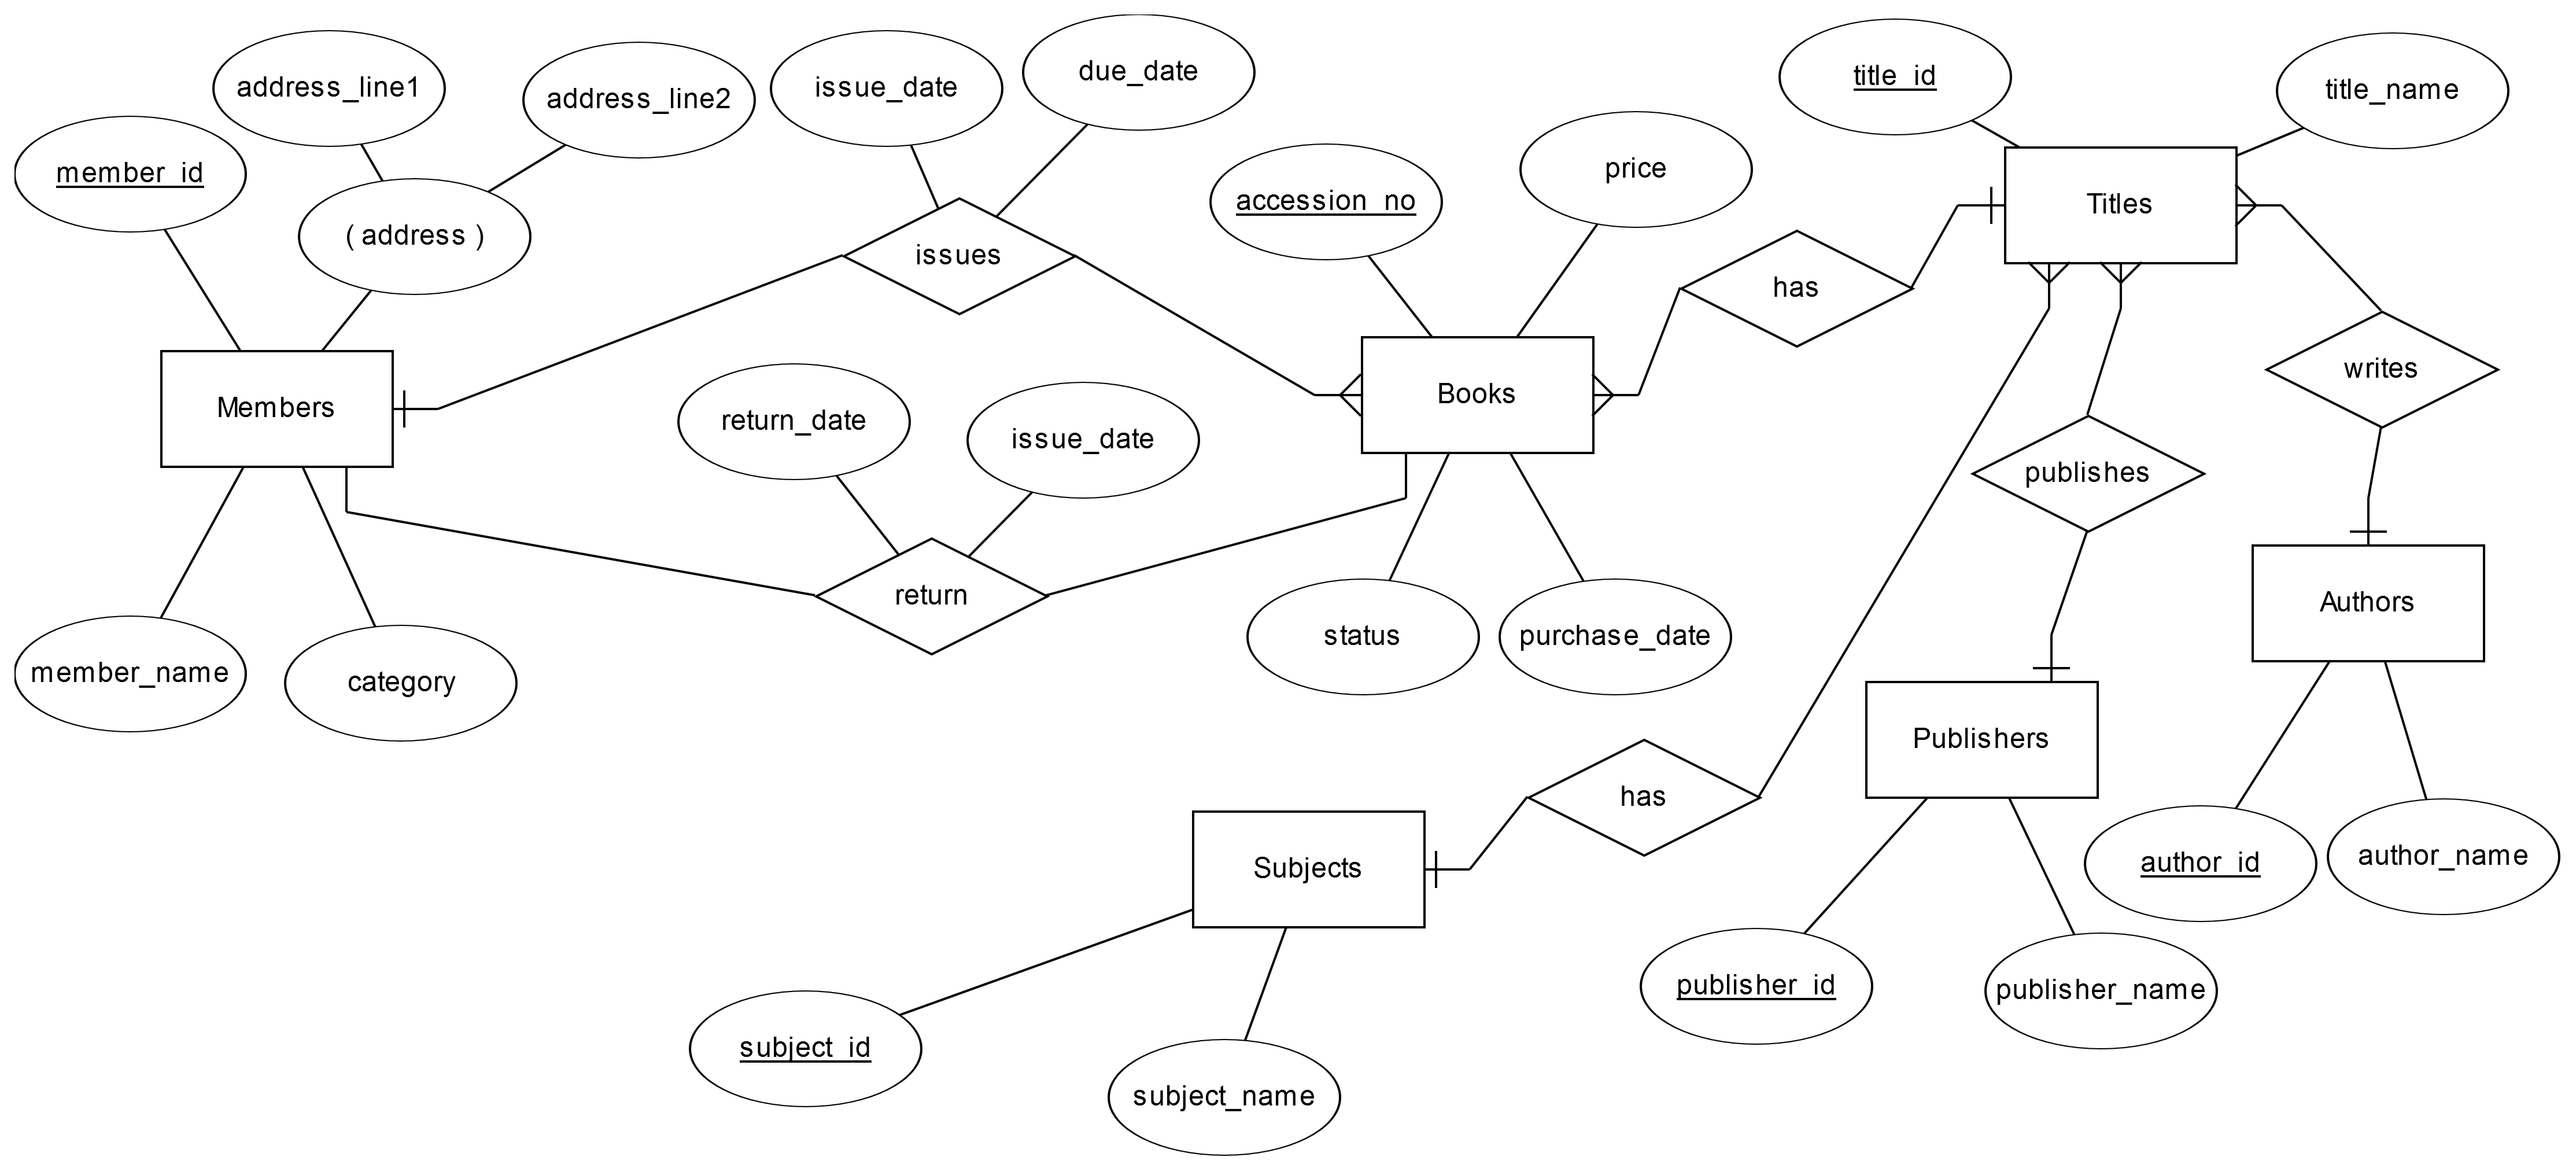 address_line1
address_line2
issue_date
due_date
title_id
title_name
member_id
( address )
issues
accession_no
price
Titles
has
Members
return_date
issue_date
Books
writes
publishes
return
status
purchase_date
Authors
member_name
category
Publishers
has
Subjects
author_id
author_name
publisher_id
publisher_name
subject_id
subject_name